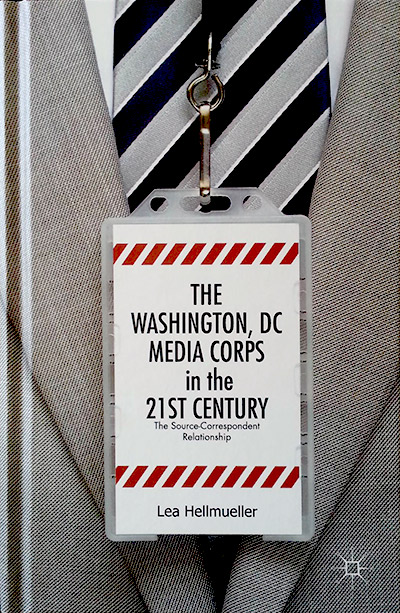 THE
WASHINGTON, DC
MEDIA CORPS
in the
21ST CENTURY
The Source-Correspondent
Relationship
Lea Hellmueller